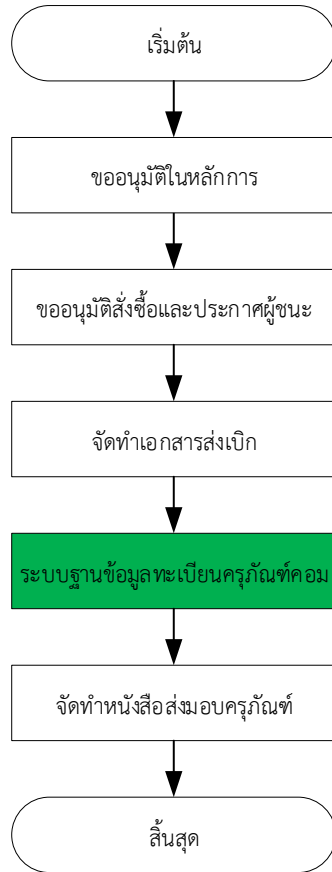 เริ่มต้น
ขออนุมัติในหลักการ
ขออนุมัติสั่งซื้อและประกาศผู้ชนะ
จัดทำเอกสารส่งเบิก
ระบบฐานข้อมูลทะเบียนครุภัณฑ์คอม
จัดทำหนังสือส่งมอบครุภัณฑ์
สิ้นสุด